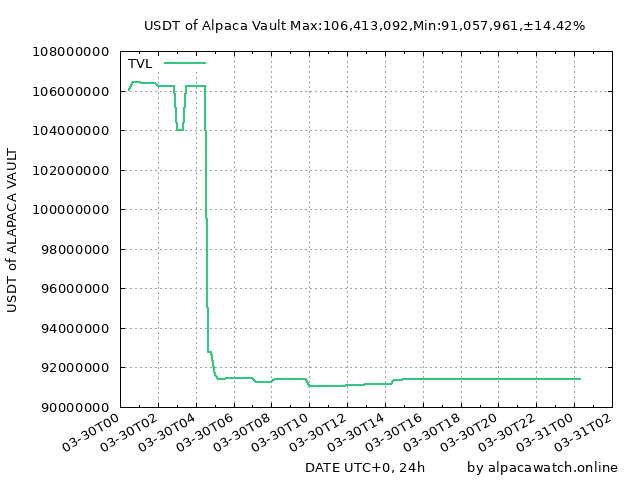 USDT of Alpaca Vault Max:106,413,092,Min:91,057,961,±14.42%
TVL
108000000
106000000
104000000
102000000
100000000
98000000
96000000
94000000
92000000
90000000
USDT of ALAPACA VAULT
03-30T00
03-30T02
03-30T04
03-30T06
03-30T08
03-30T10
03-30T12
03-30T14
03-30T16
03-30T18
03-30T20
03-30T22
03-31T00
03-31T02
DATE UTC+0, 24h
by alpacawatch.online